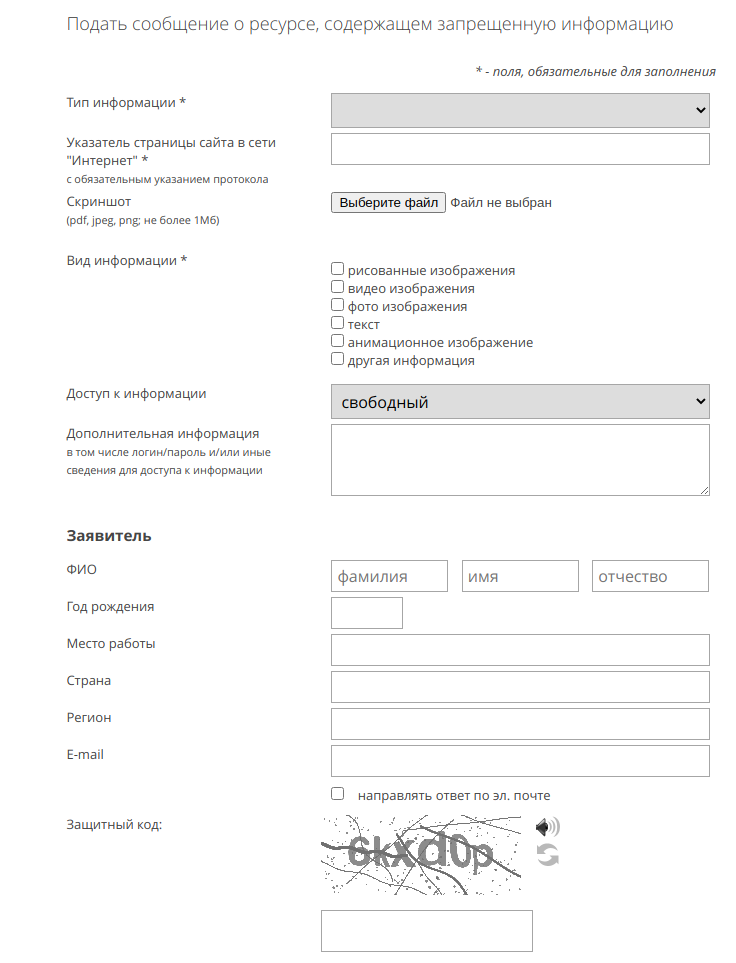 Подать сообщение о ресурсе, содержащем запрещенную информацию
* - поля, обязательные для заполнения
Тип информации *
Указатель страницы сайта в сети
"Интернет" *
с обязательным указанием протокола
Скриншот
(pdf, jpeg, png; не более 1Мб)
Выберите файл Файл не выбран
Вид информации *
рисованные изображения
видео изображения
фото изображения
текст
анимационное изображение
другая информация
Доступ к информации
свободный
Дополнительная информация
в том числе логин/пароль и/или иные
сведения для доступа к информации
Заявитель
ФИО
фамилия имя отчество
Год рождения
Место работы
Страна
Регион
E-mail
направлять ответ по эл. почте
Защитный код: